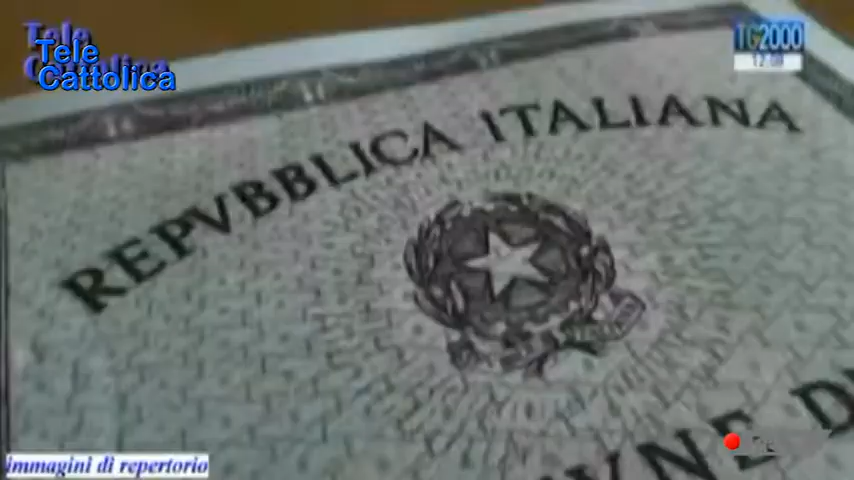 Tele
Cattolica
TG2000
REPVBBLICA ITALIANA
immagini di repertorio